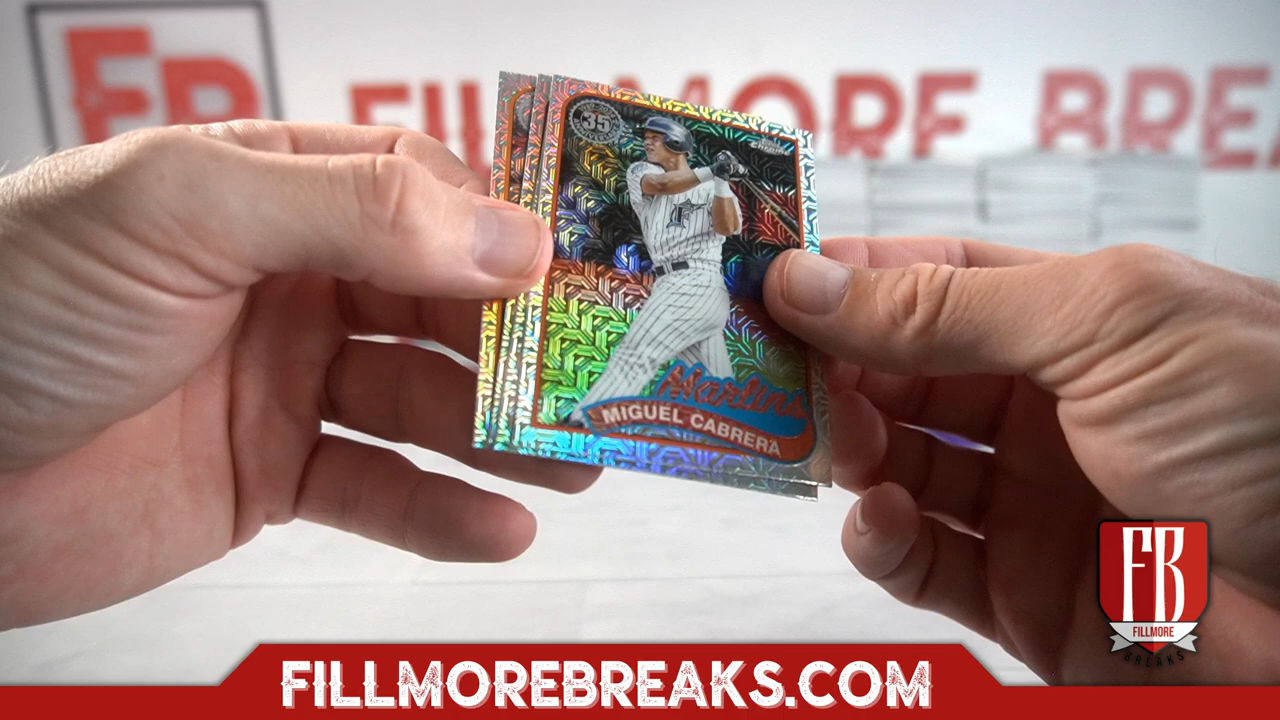 FB
FILLMORE BREA
35
Marlins
MIGUEL CABRERA
FB
FILLMORE
BREAKS
FILLMOREBREAKS.COM